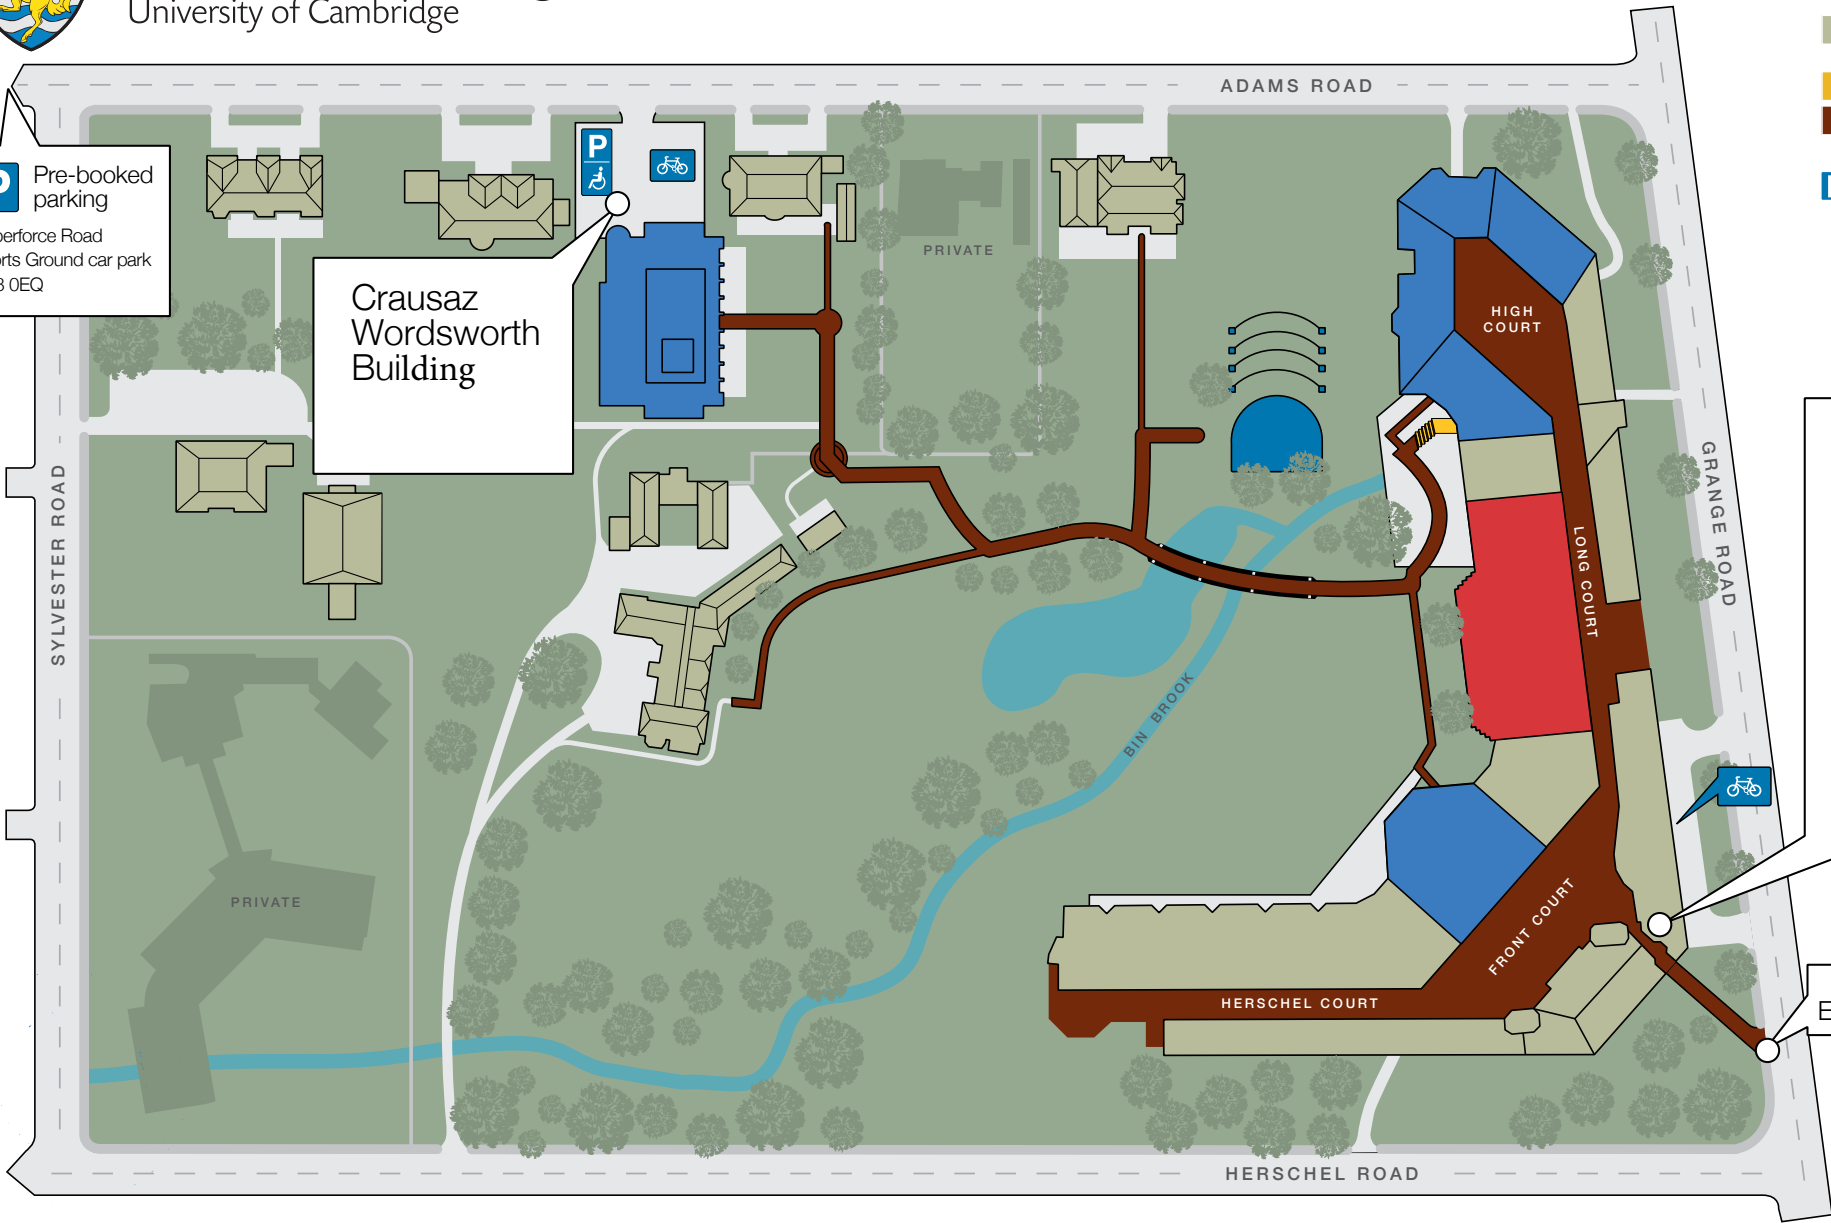 University of Cambridge
ADAMS ROAD
P
Pre-booked
parking
erforce Road
rts Ground car park
0EQ
P
PRIVATE
Crausaz
Wordsworth
Building
HIGH
COURT
SYLVESTER ROAD
GRANGE ROAD
LONG COURT
BIN BROOK
PRIVATE
FRONT COURT
HERSCHEL COURT
E
HERSCHEL ROAD